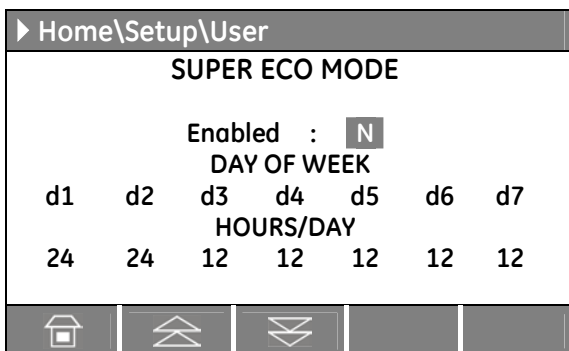 Home\Setup\User
SUPER ECO MODE
Enabled : N
DAY OF WEEK
d1 d2 d3 d4 d5 d6 d7
HOURS/DAY
24 24 12 12 12 12 12